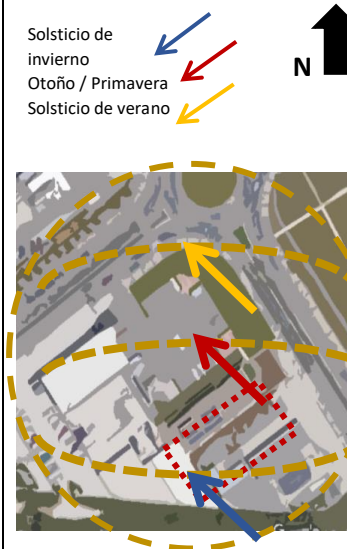 Solsticio de
invierno
Otoño / Primavera
Solsticio de verano
N